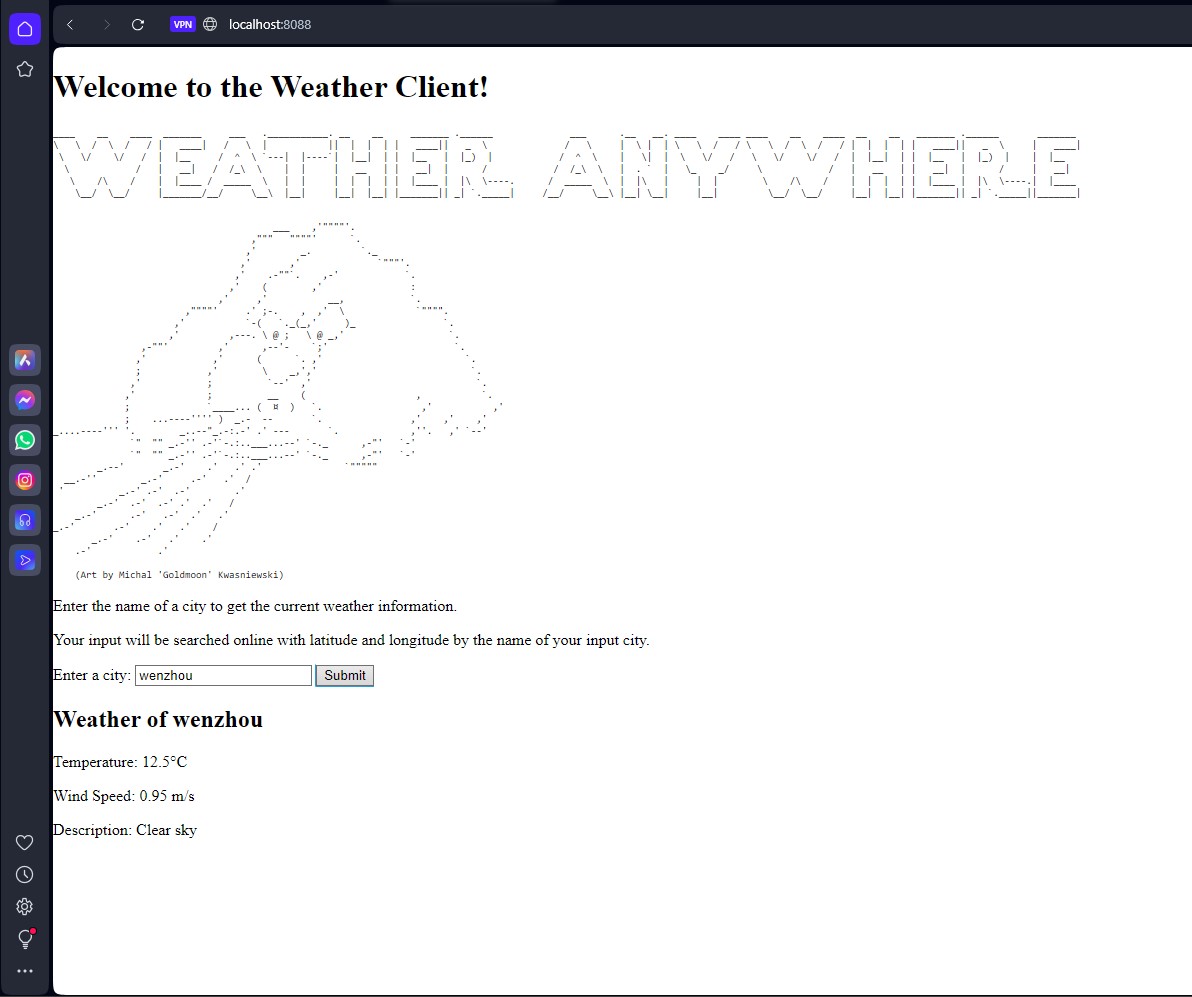 VPN localhost:8088
Welcome to the Weather Client!
WEATHER ANYWHERE
(Art by Michal 'Goldmoon' Kwasniewski)
Enter the name of a city to get the current weather information.
Your input will be searched online with latitude and longitude by the name of your input city.
Enter a city: wenzhou Submit
Weather of wenzhou
Temperature: 12.5°C
Wind Speed: 0.95 m/s
Description: Clear sky